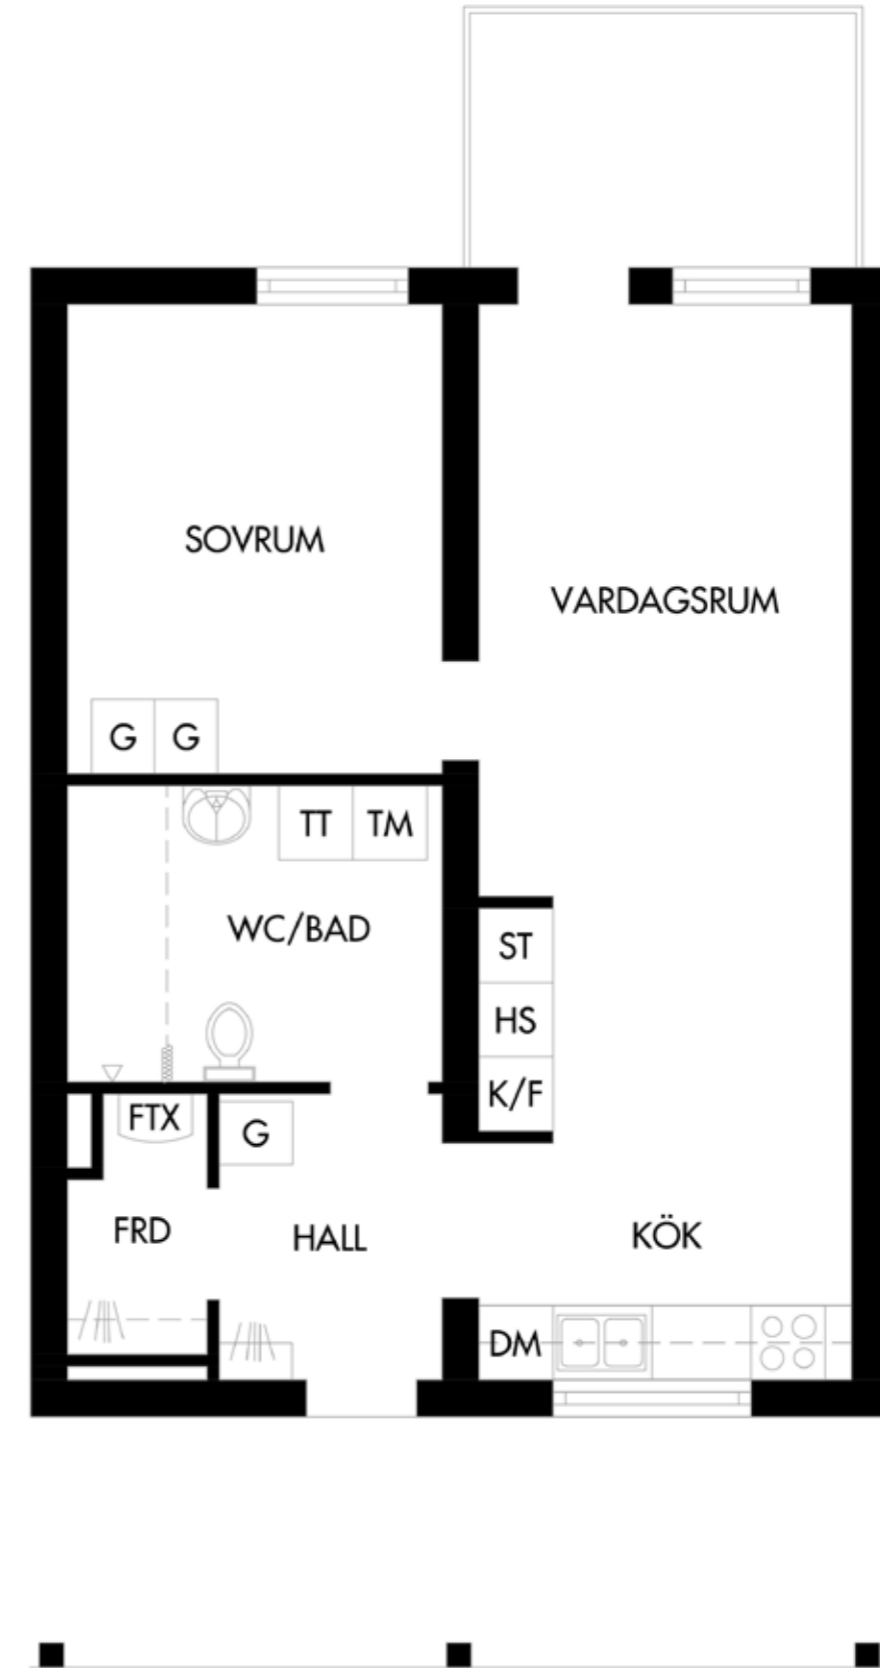 SOVRUM
VARDAGSRUM
G G
TT TM
WC/BAD
ST
HS
K/F
FTX
G
FRD
HALL
KÖK
DM